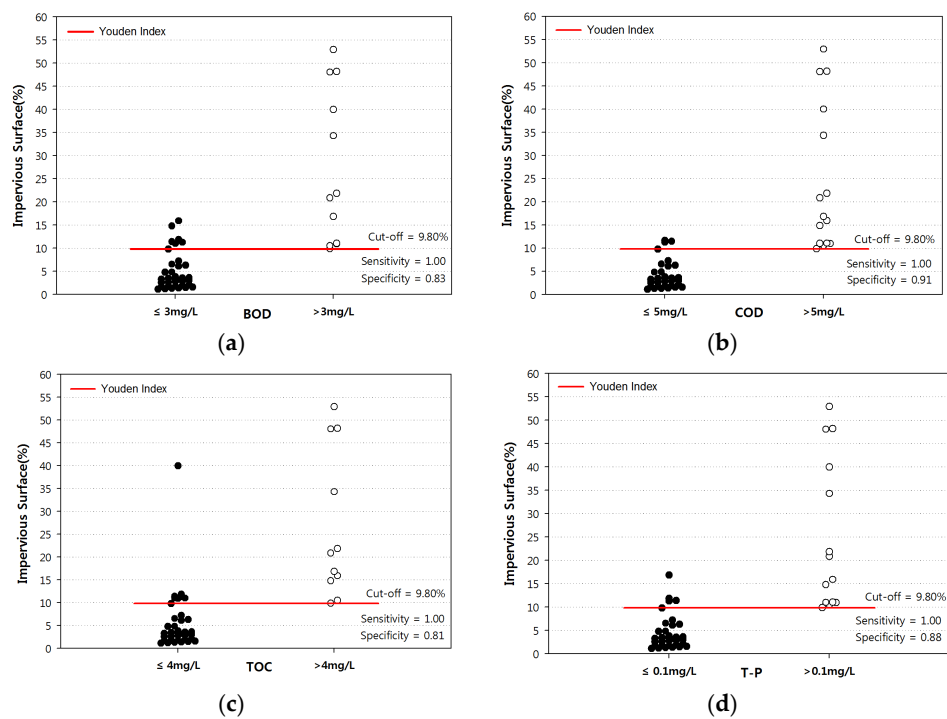 60
55
50
45
40
35
30
25
20
15
10
5
0
Impervious Surface(%)
Youden Index
Cut-off = 9.80%
Sensitivity = 1.00
Specificity = 0.83
≤ 3mg/L BOD >3mg/L
(a)
60
55
50
45
40
35
30
25
20
15
10
5
0
Impervious Surface(%)
Youden Index
Cut-off = 9.80%
Sensitivity = 1.00
Specificity = 0.91
≤ 5mg/L COD >5mg/L
(b)
60
55
50
45
40
35
30
25
20
15
10
5
0
Impervious Surface(%)
Youden Index
Cut-off = 9.80%
Sensitivity = 1.00
Specificity = 0.81
≤ 4mg/L TOC >4mg/L
(c)
60
55
50
45
40
35
30
25
20
15
10
5
0
Impervious Surface(%)
Youden Index
Cut-off = 9.80%
Sensitivity = 1.00
Specificity = 0.88
≤ 0.1mg/L T-P >0.1mg/L
(d)